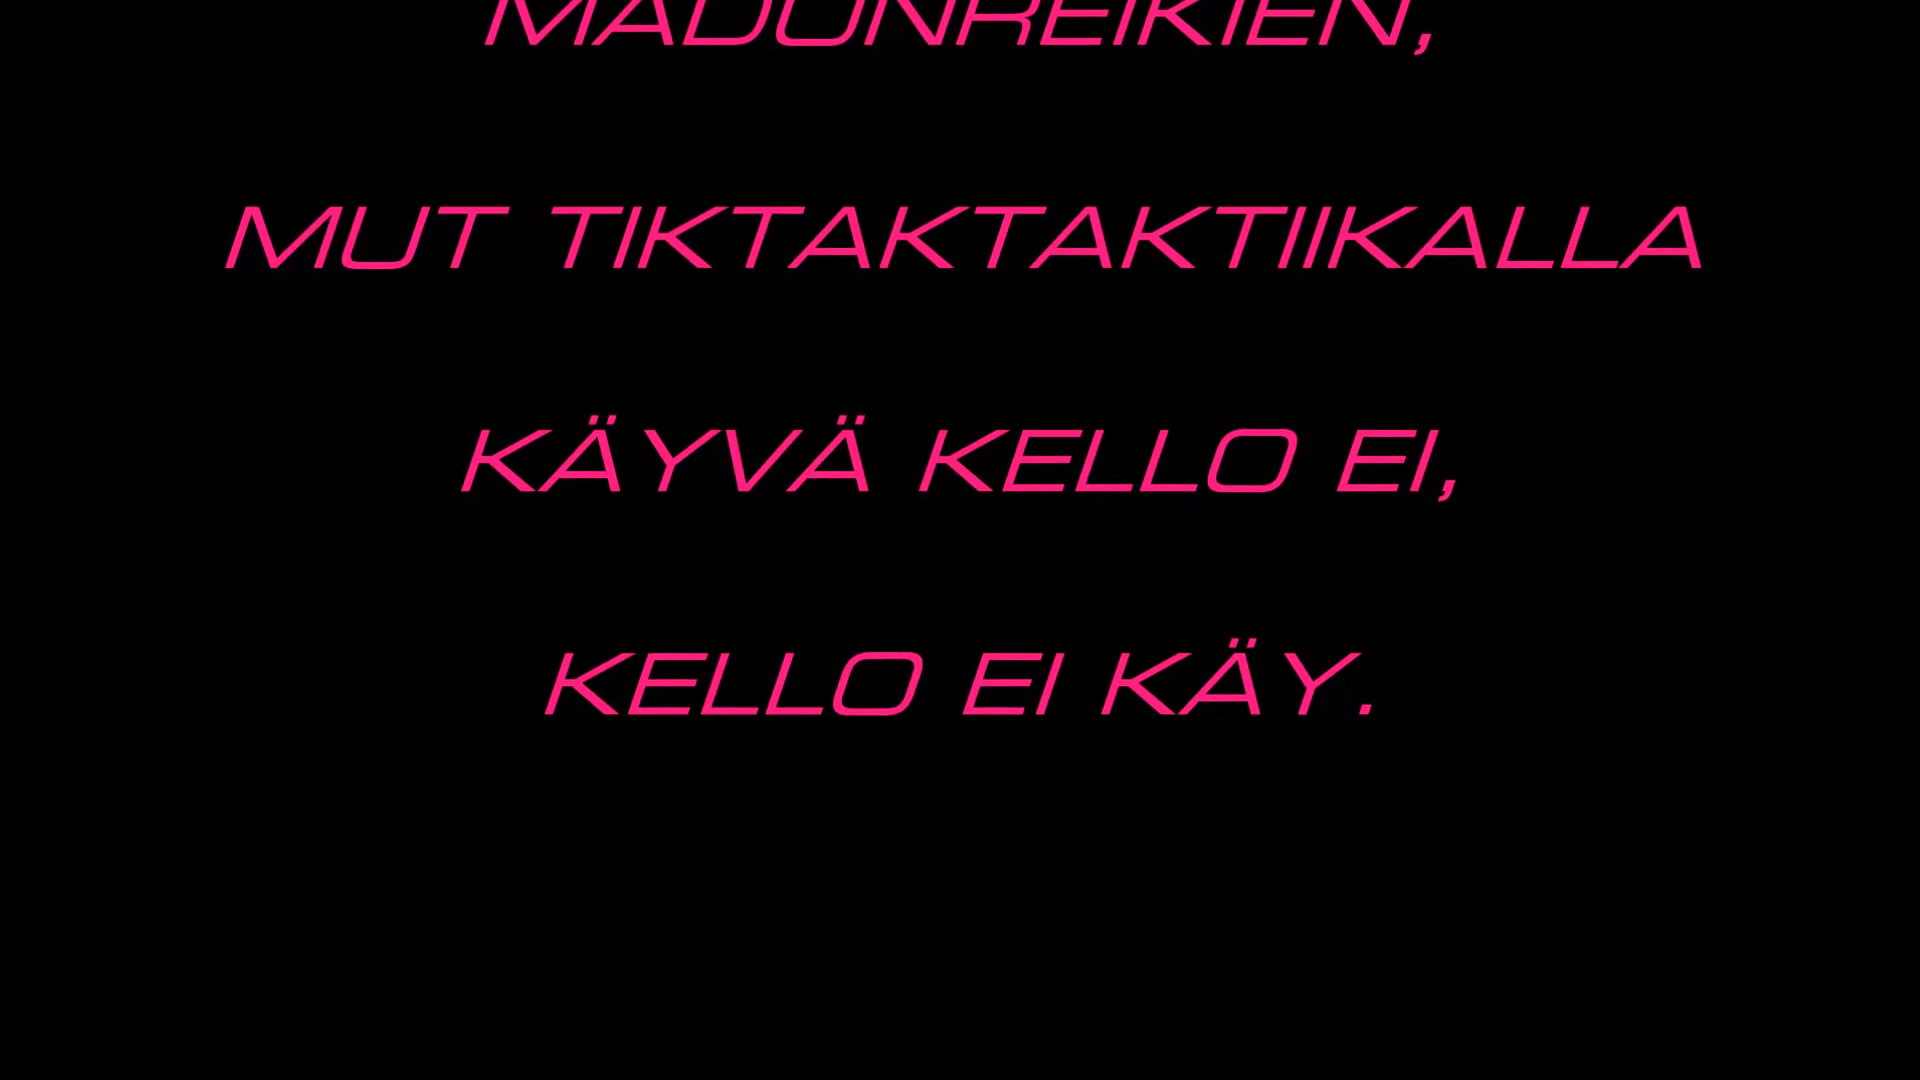 MADONREIKIEN,
MUT TIKTAKTAKTIIKALLA
KÄYVÄ KELLO EI,
KELLO EI KÄY.